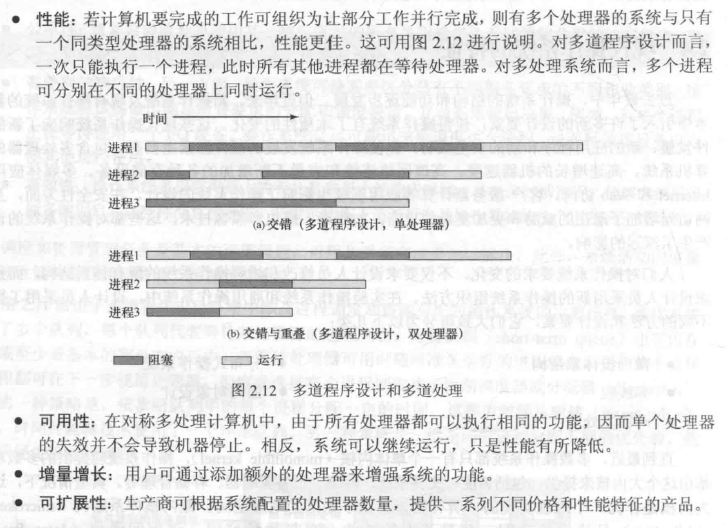 ● 性能：若计算机要完成的工作可组织为让部分工作并行完成，则有多个处理器的系统与只有
一个同类型处理器的系统相比，性能更佳。这可用图 2.12 进行说明。对多道程序设计而言，
一次只能执行一个进程，此时所有其他进程都在等待处理器。对多处理系统而言，多个进程
可分别在不同的处理器上同时运行。
时间
进程1
进程2
进程3
(a) 交错（多道程序设计，单处理器）
进程1
进程2
进程3
(b) 交错与重叠（多道程序设计，双处理器）
阻塞 运行
图 2.12 多道程序设计和多道处理
● 可用性：在对称多处理计算机中，由于所有处理器都可以执行相同的功能，因而单个处理器
的失效并不会导致机器停止。相反，系统可以继续运行，只是性能有所降低。
● 增量增长：用户可通过添加额外的处理器来增强系统的功能。
● 可扩展性：生产商可根据系统配置的处理器数量，提供一系列不同价格和性能特征的产品。